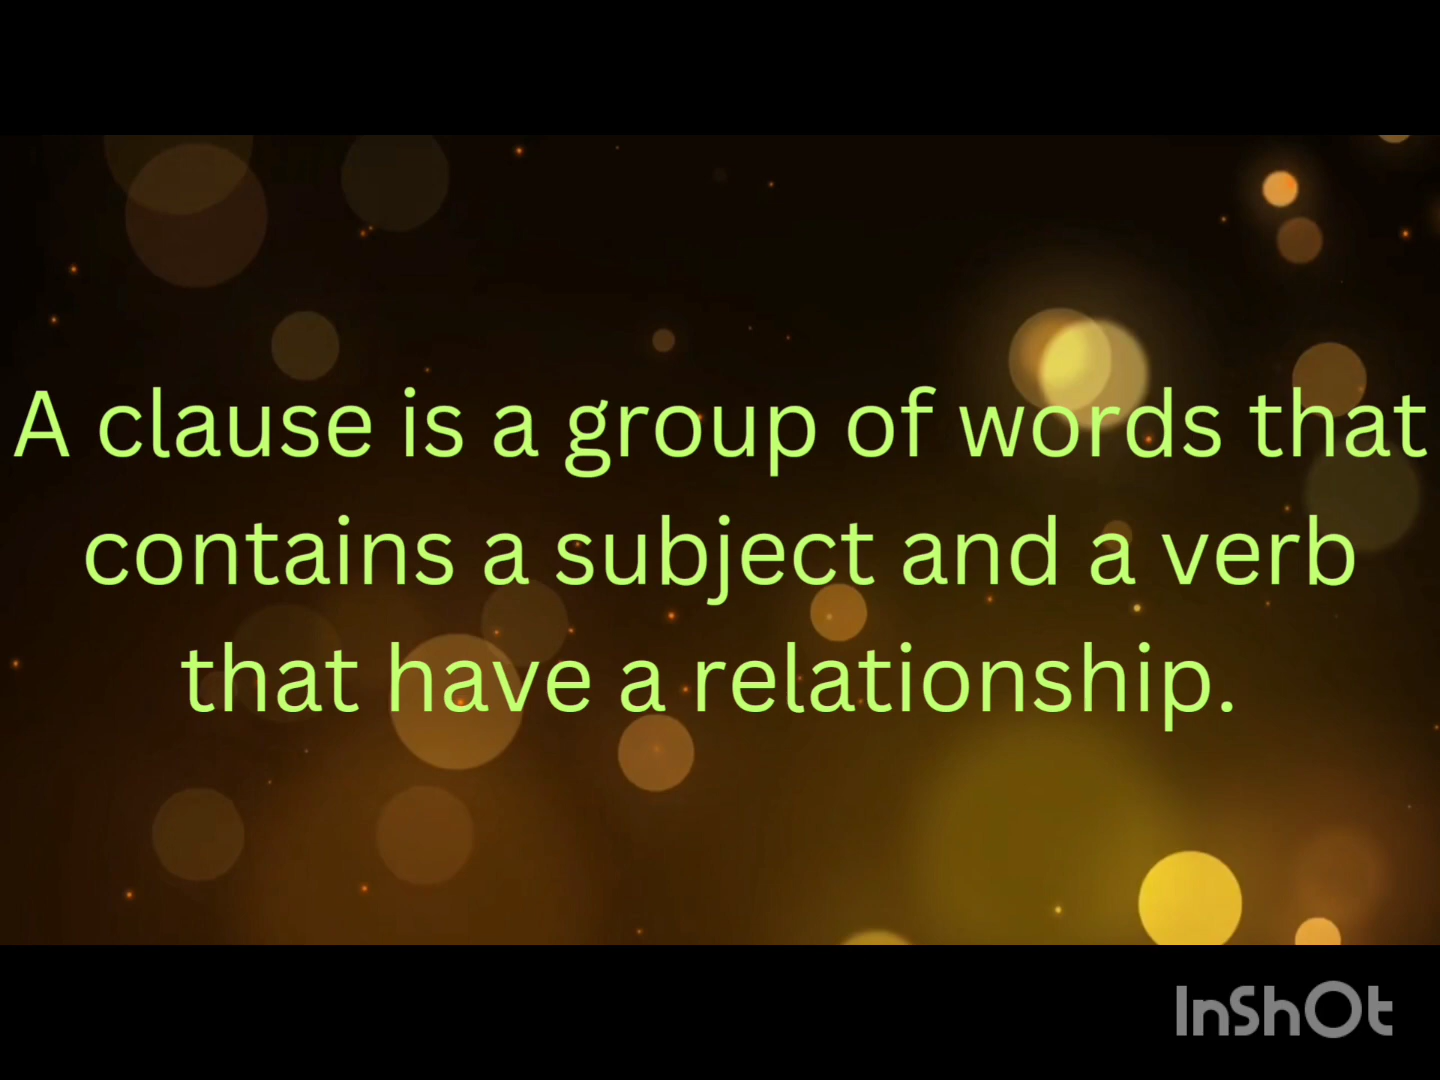 A clause is a group of words that
contains a subject and a verb
that have a relationship.
InShOt